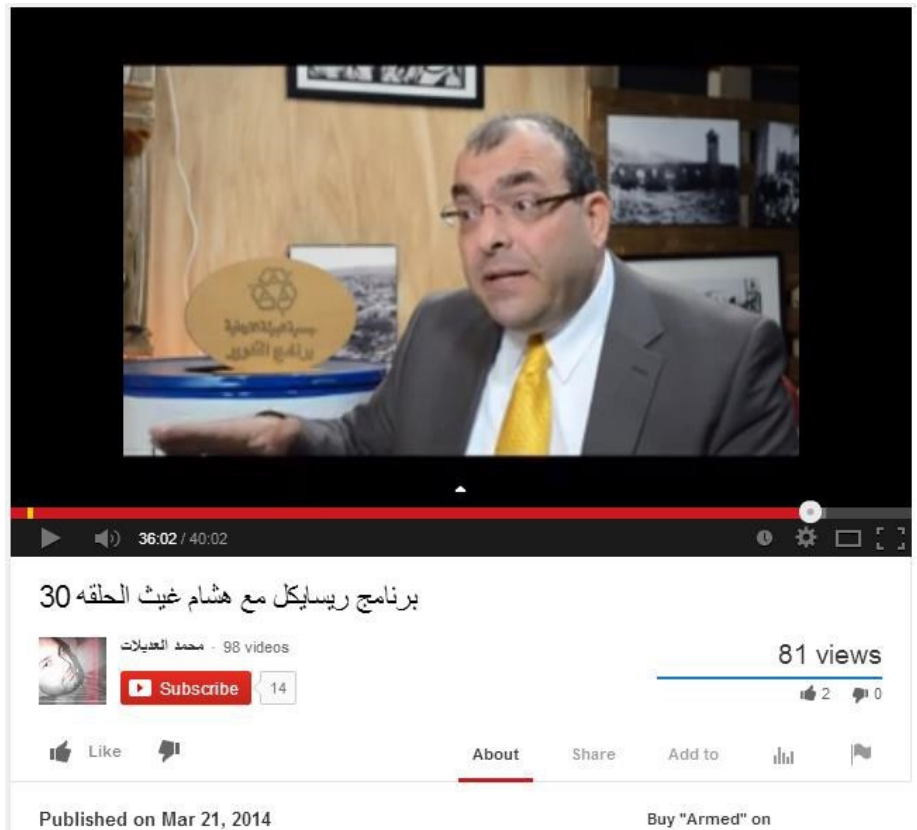 36:02 / 40:02
برنامج ريسايكل مع هشام غيث الحلقه 30
محمد العديلات · 98 videos
Subscribe 14
81 views
2 0
Like
About Share Add to
Published on Mar 21, 2014
Buy "Armed" on